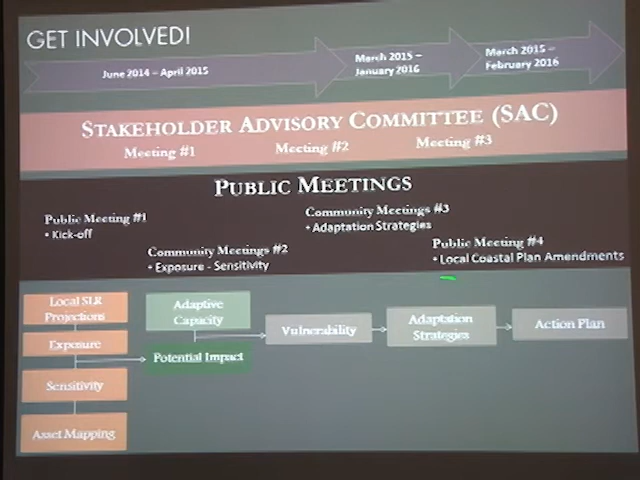 GET INVOLVED!
June 2014 – April 2015
March 2015 –
January 2016
March 2015 –
February 2016
STAKEHOLDER ADVISORY COMMITTEE (SAC)
Meeting #1
Meeting #2
Meeting #3
PUBLIC MEETINGS
Public Meeting #1
• Kick-off
Community Meetings #2
• Exposure - Sensitivity
Community Meetings #3
• Adaptation Strategies
Public Meeting #4
• Local Coastal Plan Amendments
Local SLR
Projections
Exposure
Sensitivity
Asset Mapping
Adaptive
Capacity
Potential Impact
Vulnerability
Adaptation
Strategies
Action Plan